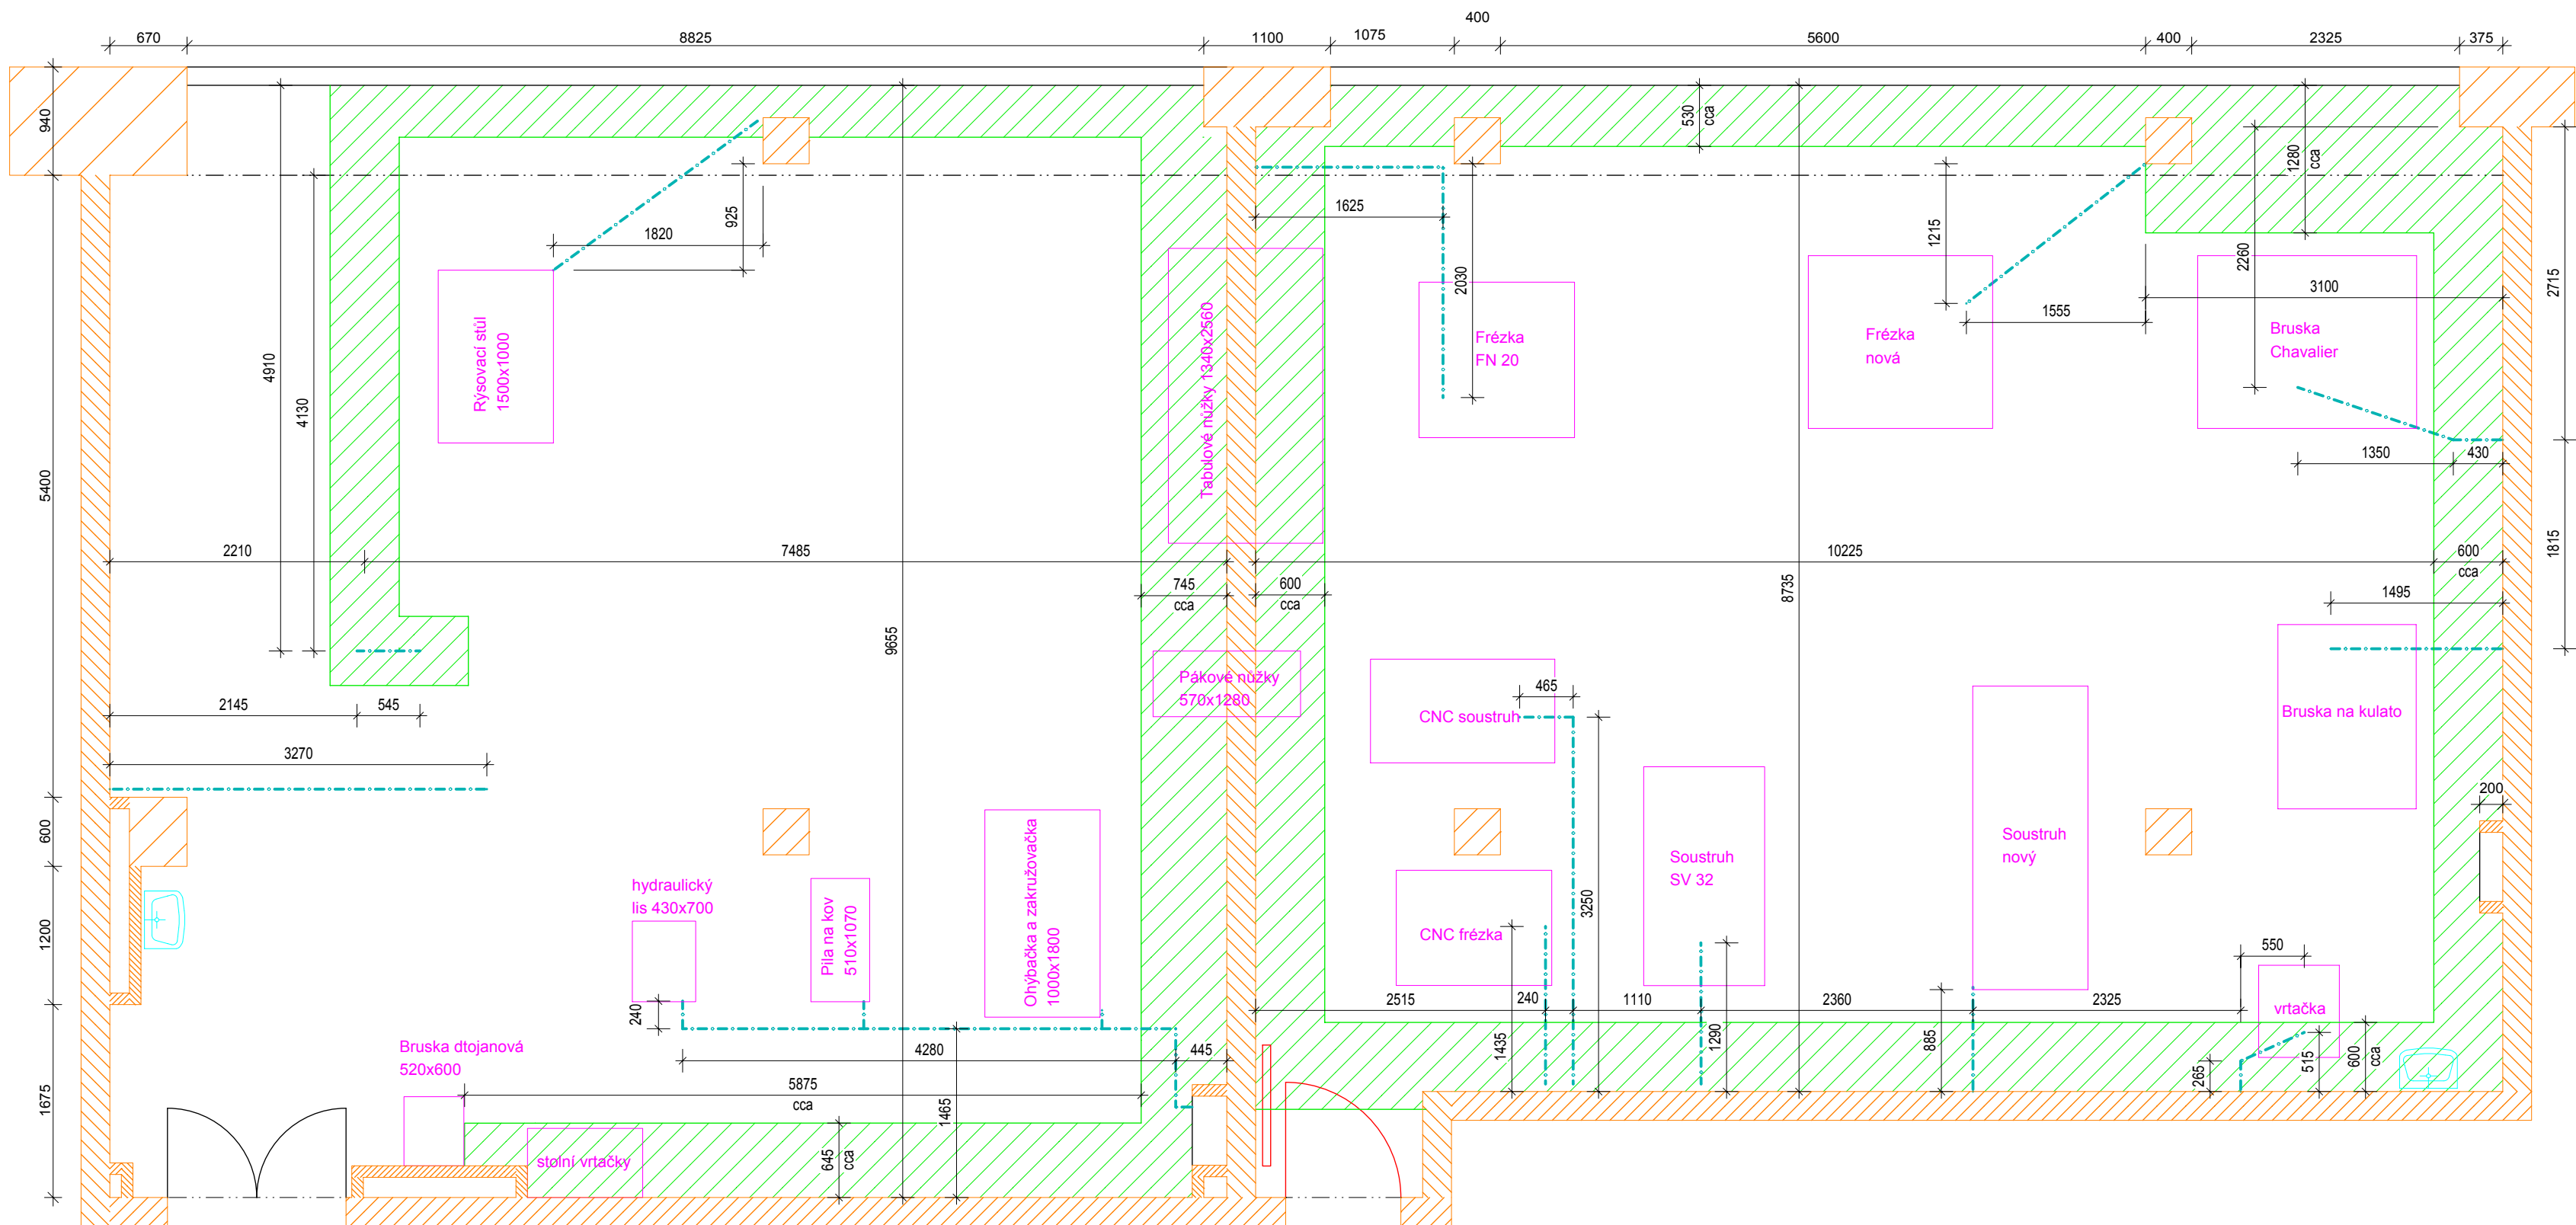 400
670
8825
1100
1075
5600
400
2325
375
940
530
cca
1280
cca
925
1820
1625
2030
1215
1555
2260
3100
2715
Rýsovací stůl
1500x1000
Tabulové nůžky 1340x2560
Frézka
FN 20
Frézka
nová
Bruska
Chavalier
4910
4130
5400
1350
430
2210
7485
10225
600
cca
1815
745
cca
600
cca
8735
9655
1495
Pákové nůžky
570x1280
465
CNC soustruh
Bruska na kulato
2145
545
3270
200
600
1200
hydraulický
lis 430x700
Pila na kov
510x1070
Ohýbačka a zakružovačka
1000x1800
Soustruh
SV 32
Soustruh
nový
3250
CNC frézka
550
240
2515
240
1110
2360
2325
vrtačka
Bruska dtojanová
520x600
4280
445
1435
1290
885
265
515
600
cca
5875
cca
1465
1675
645
cca
stolní vrtačky